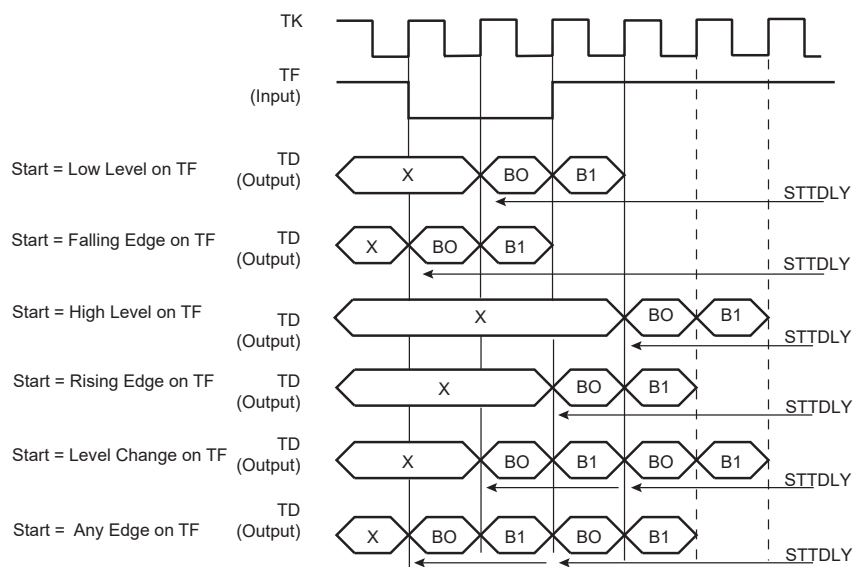 TK
TF
(Input)
Start = Low Level on TF
TD
(Output)
X
BO
B1
STTDLY
Start = Falling Edge on TF
TD
(Output)
X
BO
B1
STTDLY
Start = High Level on TF
TD
(Output)
X
BO
B1
STTDLY
Start = Rising Edge on TF
TD
(Output)
X
BO
B1
STTDLY
Start = Level Change on TF
TD
(Output)
X
BO
B1
BO
B1
STTDLY
Start = Any Edge on TF
TD
(Output)
X
BO
B1
BO
B1
STTDLY